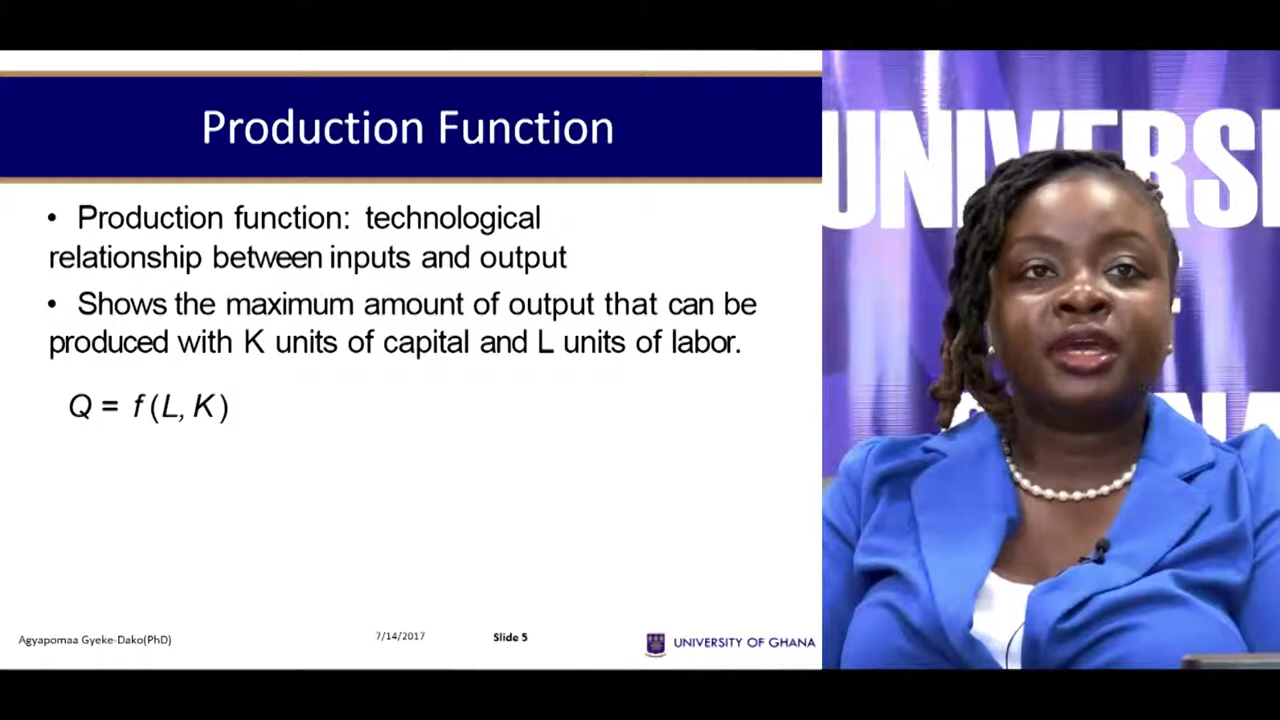 Production Function
• Production function: technological
relationship between inputs and output
• Shows the maximum amount of output that can be
produced with K units of capital and L units of labor.
Q = f(L, K)
Agyapomaa Gyeke-Dako(PhD)
7/14/2017
Slide 5
UNIVERSITY OF GHANA
UNIVERSI